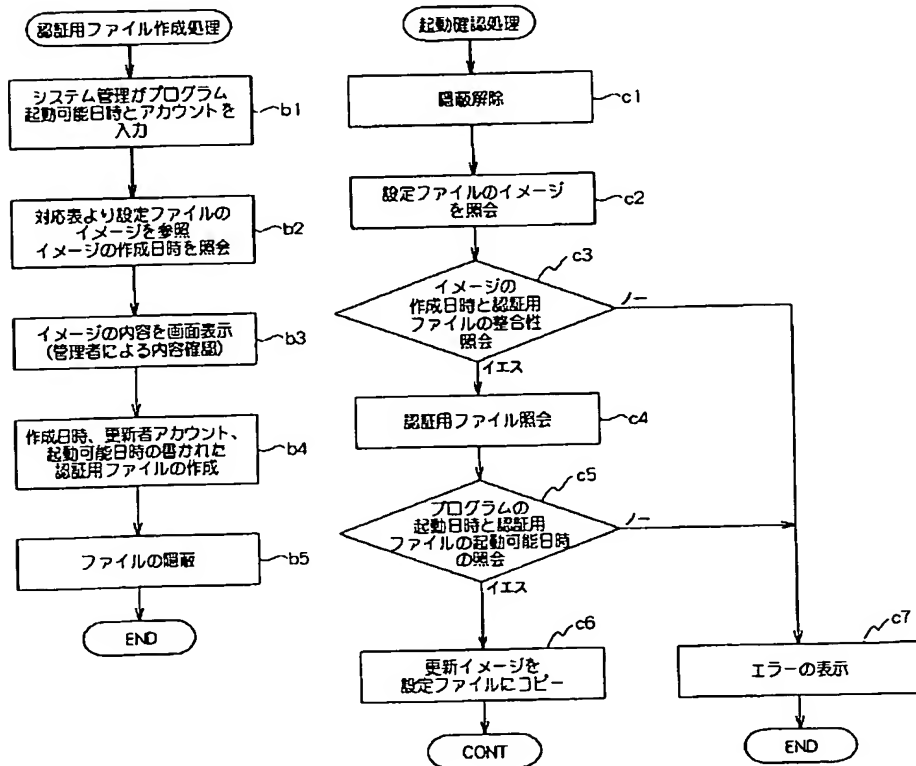 認証用ファイル作成処理
システム管理がプログラム
起動可能日時とアカウントを
入力
b1
対応表より設定ファイルの
イメージを参照
イメージの作成日時を照会
b2
イメージの内容を画面表示
(管理者による内容確認)
b3
作成日時、更新者アカウント、
起動可能日時の書かれた
認証用ファイルの作成
b4
ファイルの隠蔽
b5
END
起動確認処理
隠蔽解除
c1
設定ファイルのイメージ
を照会
c2
イメージの
作成日時と認証用
ファイルの整合性
照会
c3
ノー
イエス
認証用ファイル照会
c4
プログラムの
起動日時と認証用
ファイルの起動可能日時
の照会
c5
ノー
イエス
更新イメージを
設定ファイルにコピー
c6
CONT
エラーの表示
c7
END